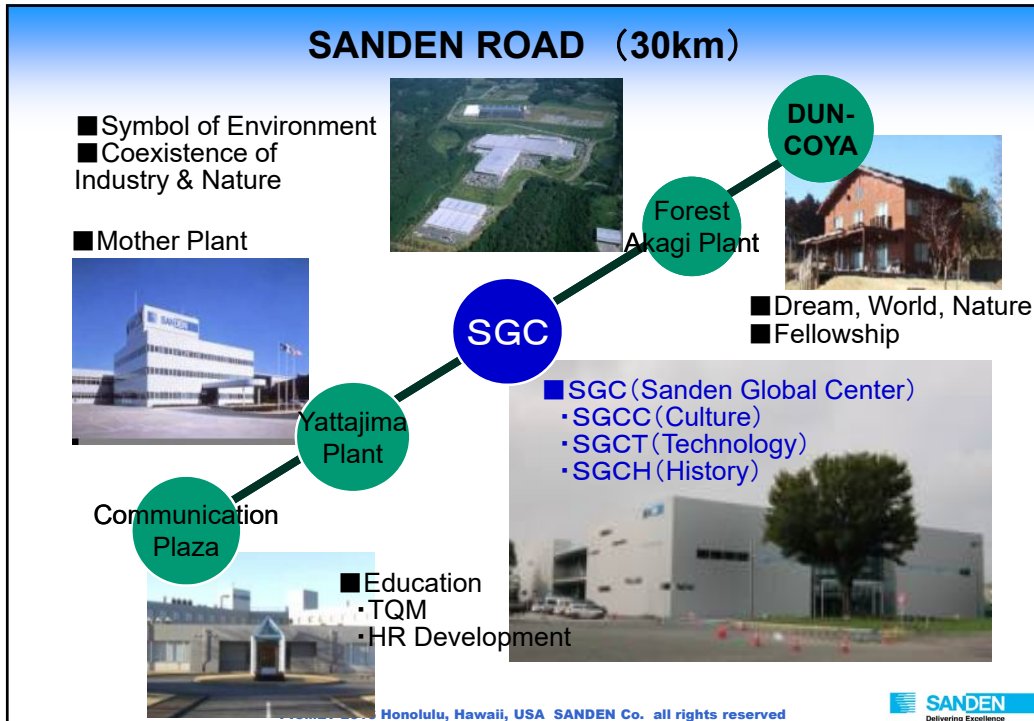 SANDEN ROAD （30km）
■Symbol of Environment
■Coexistence of
Industry & Nature
DUN-
COYA
Forest
Akagi Plant
■Mother Plant
SANDEN
SGC
■Dream, World, Nature
■Fellowship
■SGC（Sanden Global Center）
・SGCC（Culture）
・SGCT（Technology）
・SGCH（History）
Yattajima
Plant
Communication
Plaza
■Education
・TQM
・HR Development
Honolulu, Hawaii, USA SANDEN Co. all rights reserved
SANDEN
Delivering Excellence